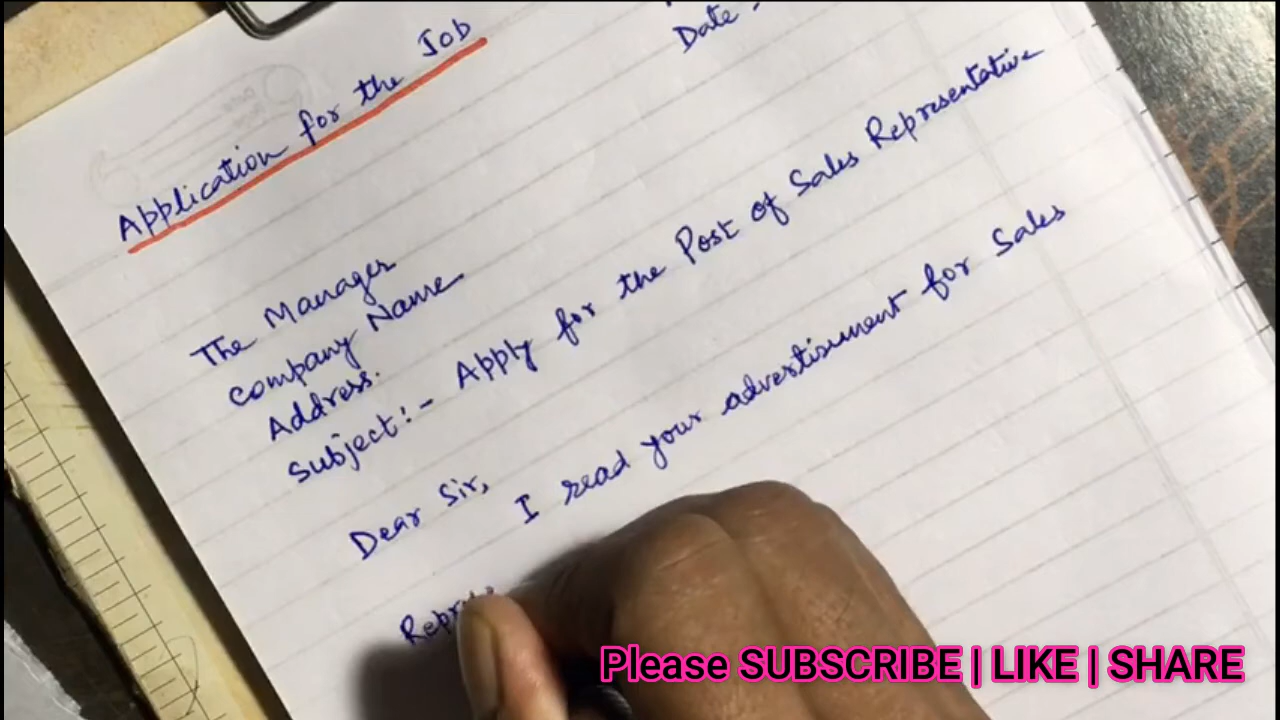 Application for the Job
Date -
The Manager
Company Name
Address.
Subject:- Apply for the Post of Sales Representative
Dear Sir,
I read your advertisument for Sales
Please SUBSCRIBE | LIKE | SHARE